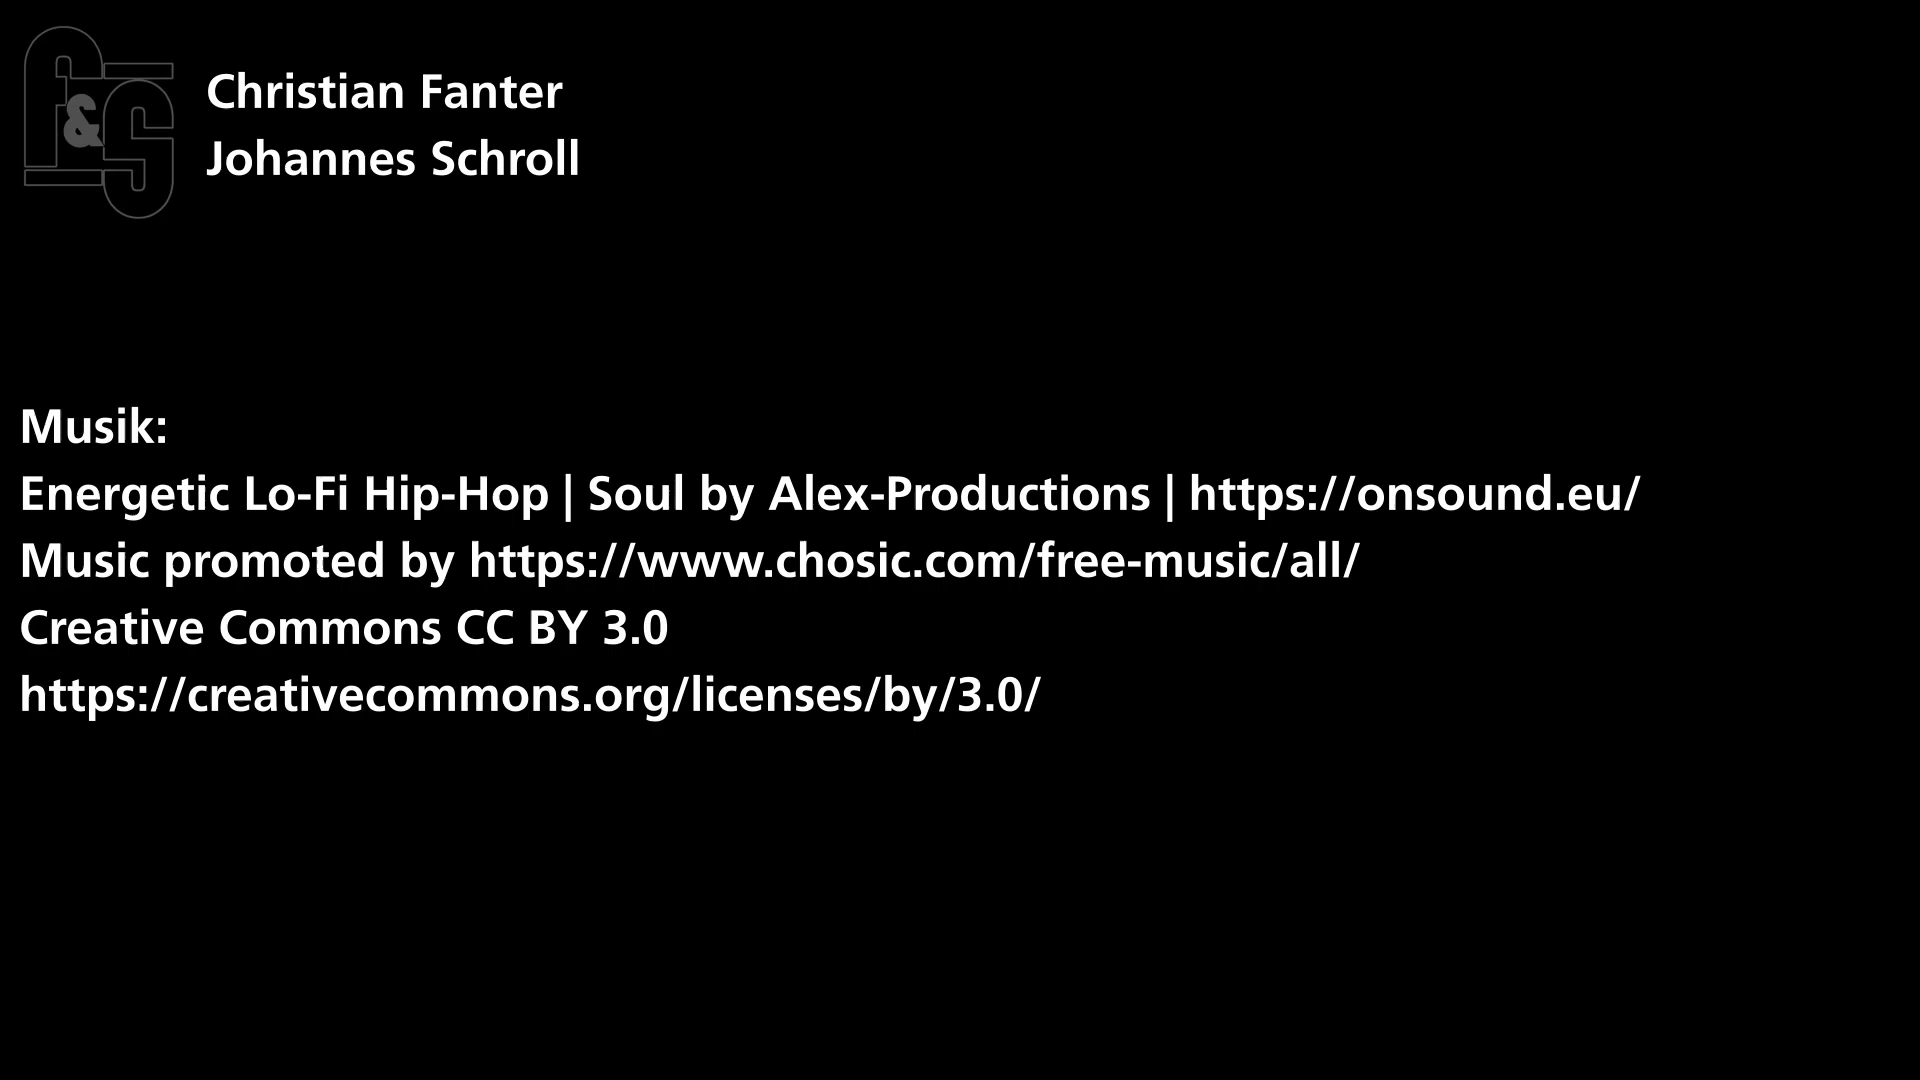 f&s
Christian Fanter
Johannes Schroll
Musik:
Energetic Lo-Fi Hip-Hop | Soul by Alex-Productions | https://onsound.eu/
Music promoted by https://www.chosic.com/free-music/all/
Creative Commons CC BY 3.0
https://creativecommons.org/licenses/by/3.0/